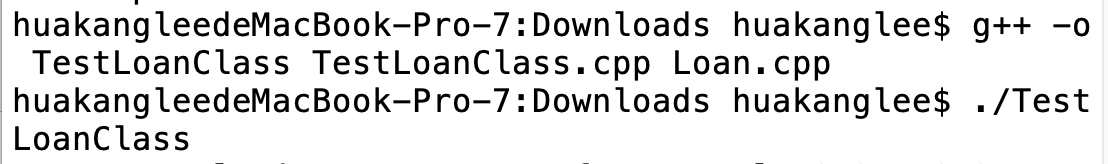 huakangleedeMacBook-Pro-7:Downloads huakanglee$ g++ -o
TestLoanClass TestLoanClass.cpp Loan.cpp
huakangleedeMacBook-Pro-7:Downloads huakanglee$ ./Test
LoanClass